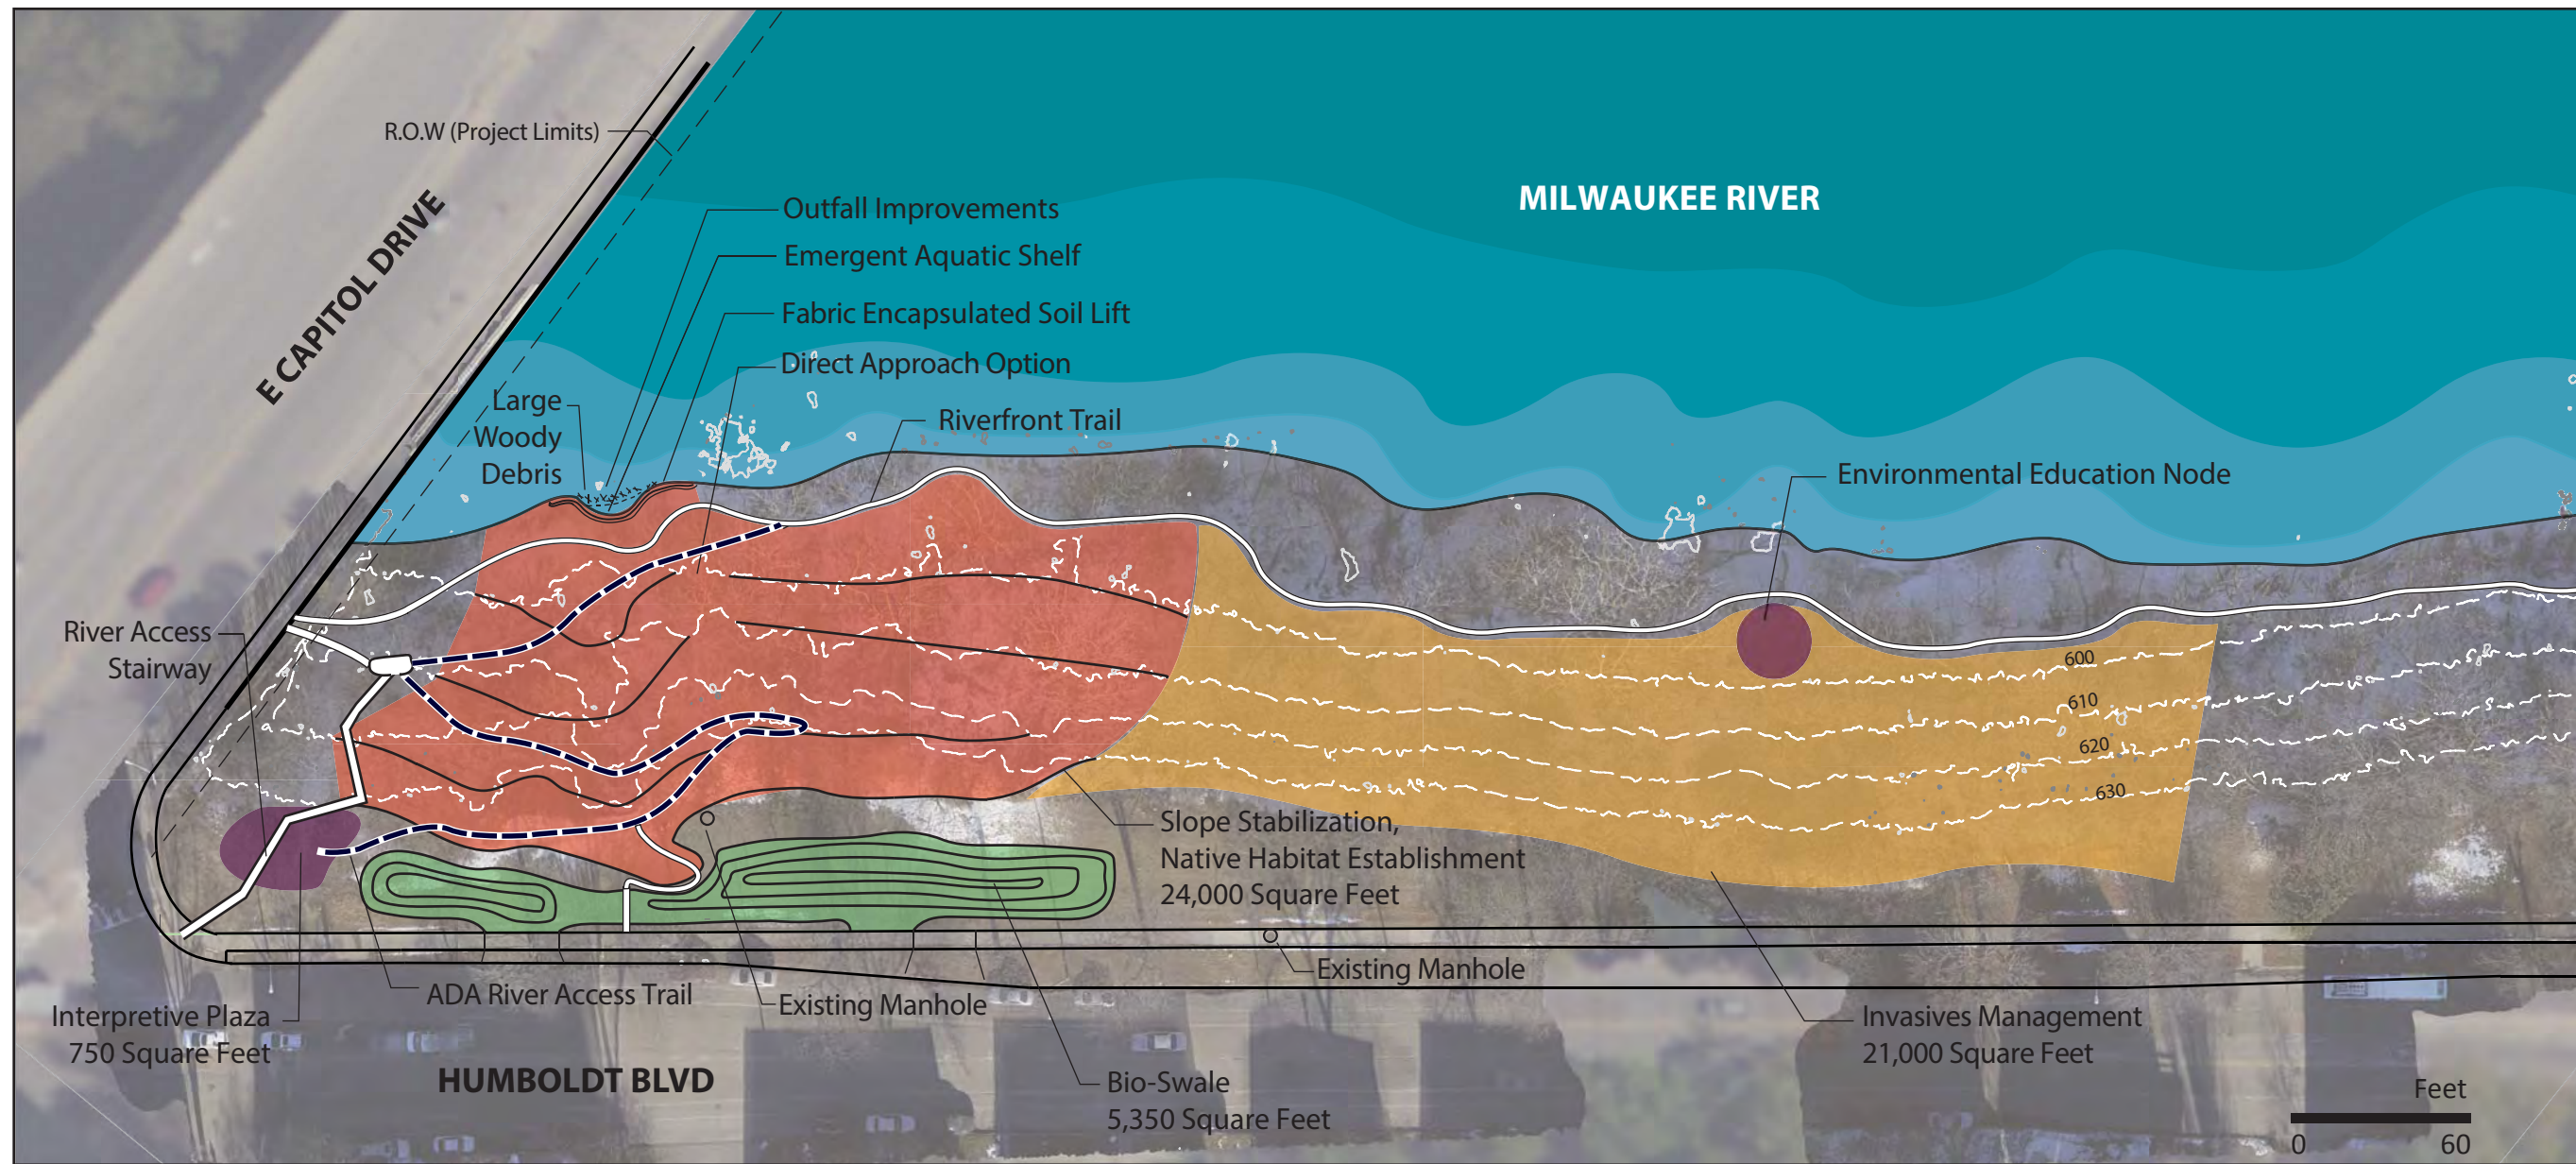 R.O.W (Project Limits)
E CAPITOL DRIVE
MILWAUKEE RIVER
Outfall Improvements
Emergent Aquatic Shelf
Fabric Encapsulated Soil Lift
Direct Approach Option
Large
Woody
Debris
Riverfront Trail
Environmental Education Node
River Access
Stairway
600
610
620
630
Slope Stabilization,
Native Habitat Establishment
24,000 Square Feet
Existing Manhole
ADA River Access Trail
Existing Manhole
Interpretive Plaza
750 Square Feet
Invasives Management
21,000 Square Feet
HUMBOLDT BLVD
Bio-Swale
5,350 Square Feet
Feet
0 60